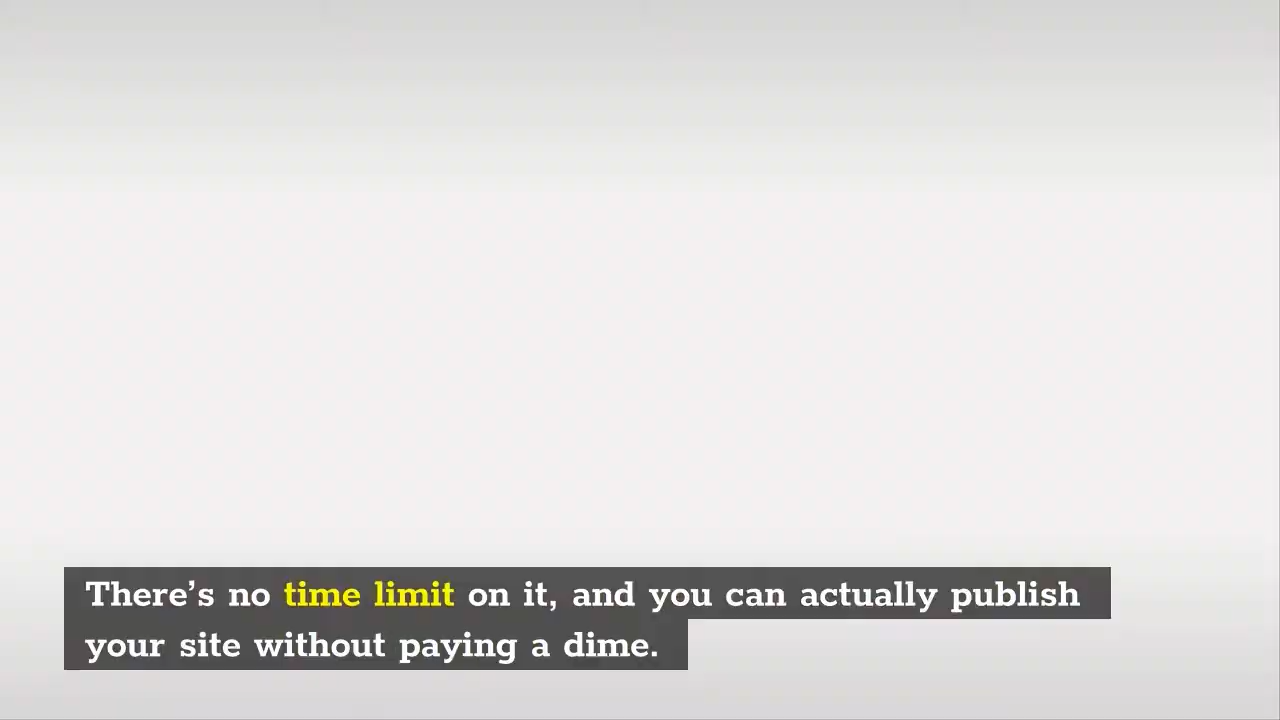 There’s no time limit on it, and you can actually publish
your site without paying a dime.